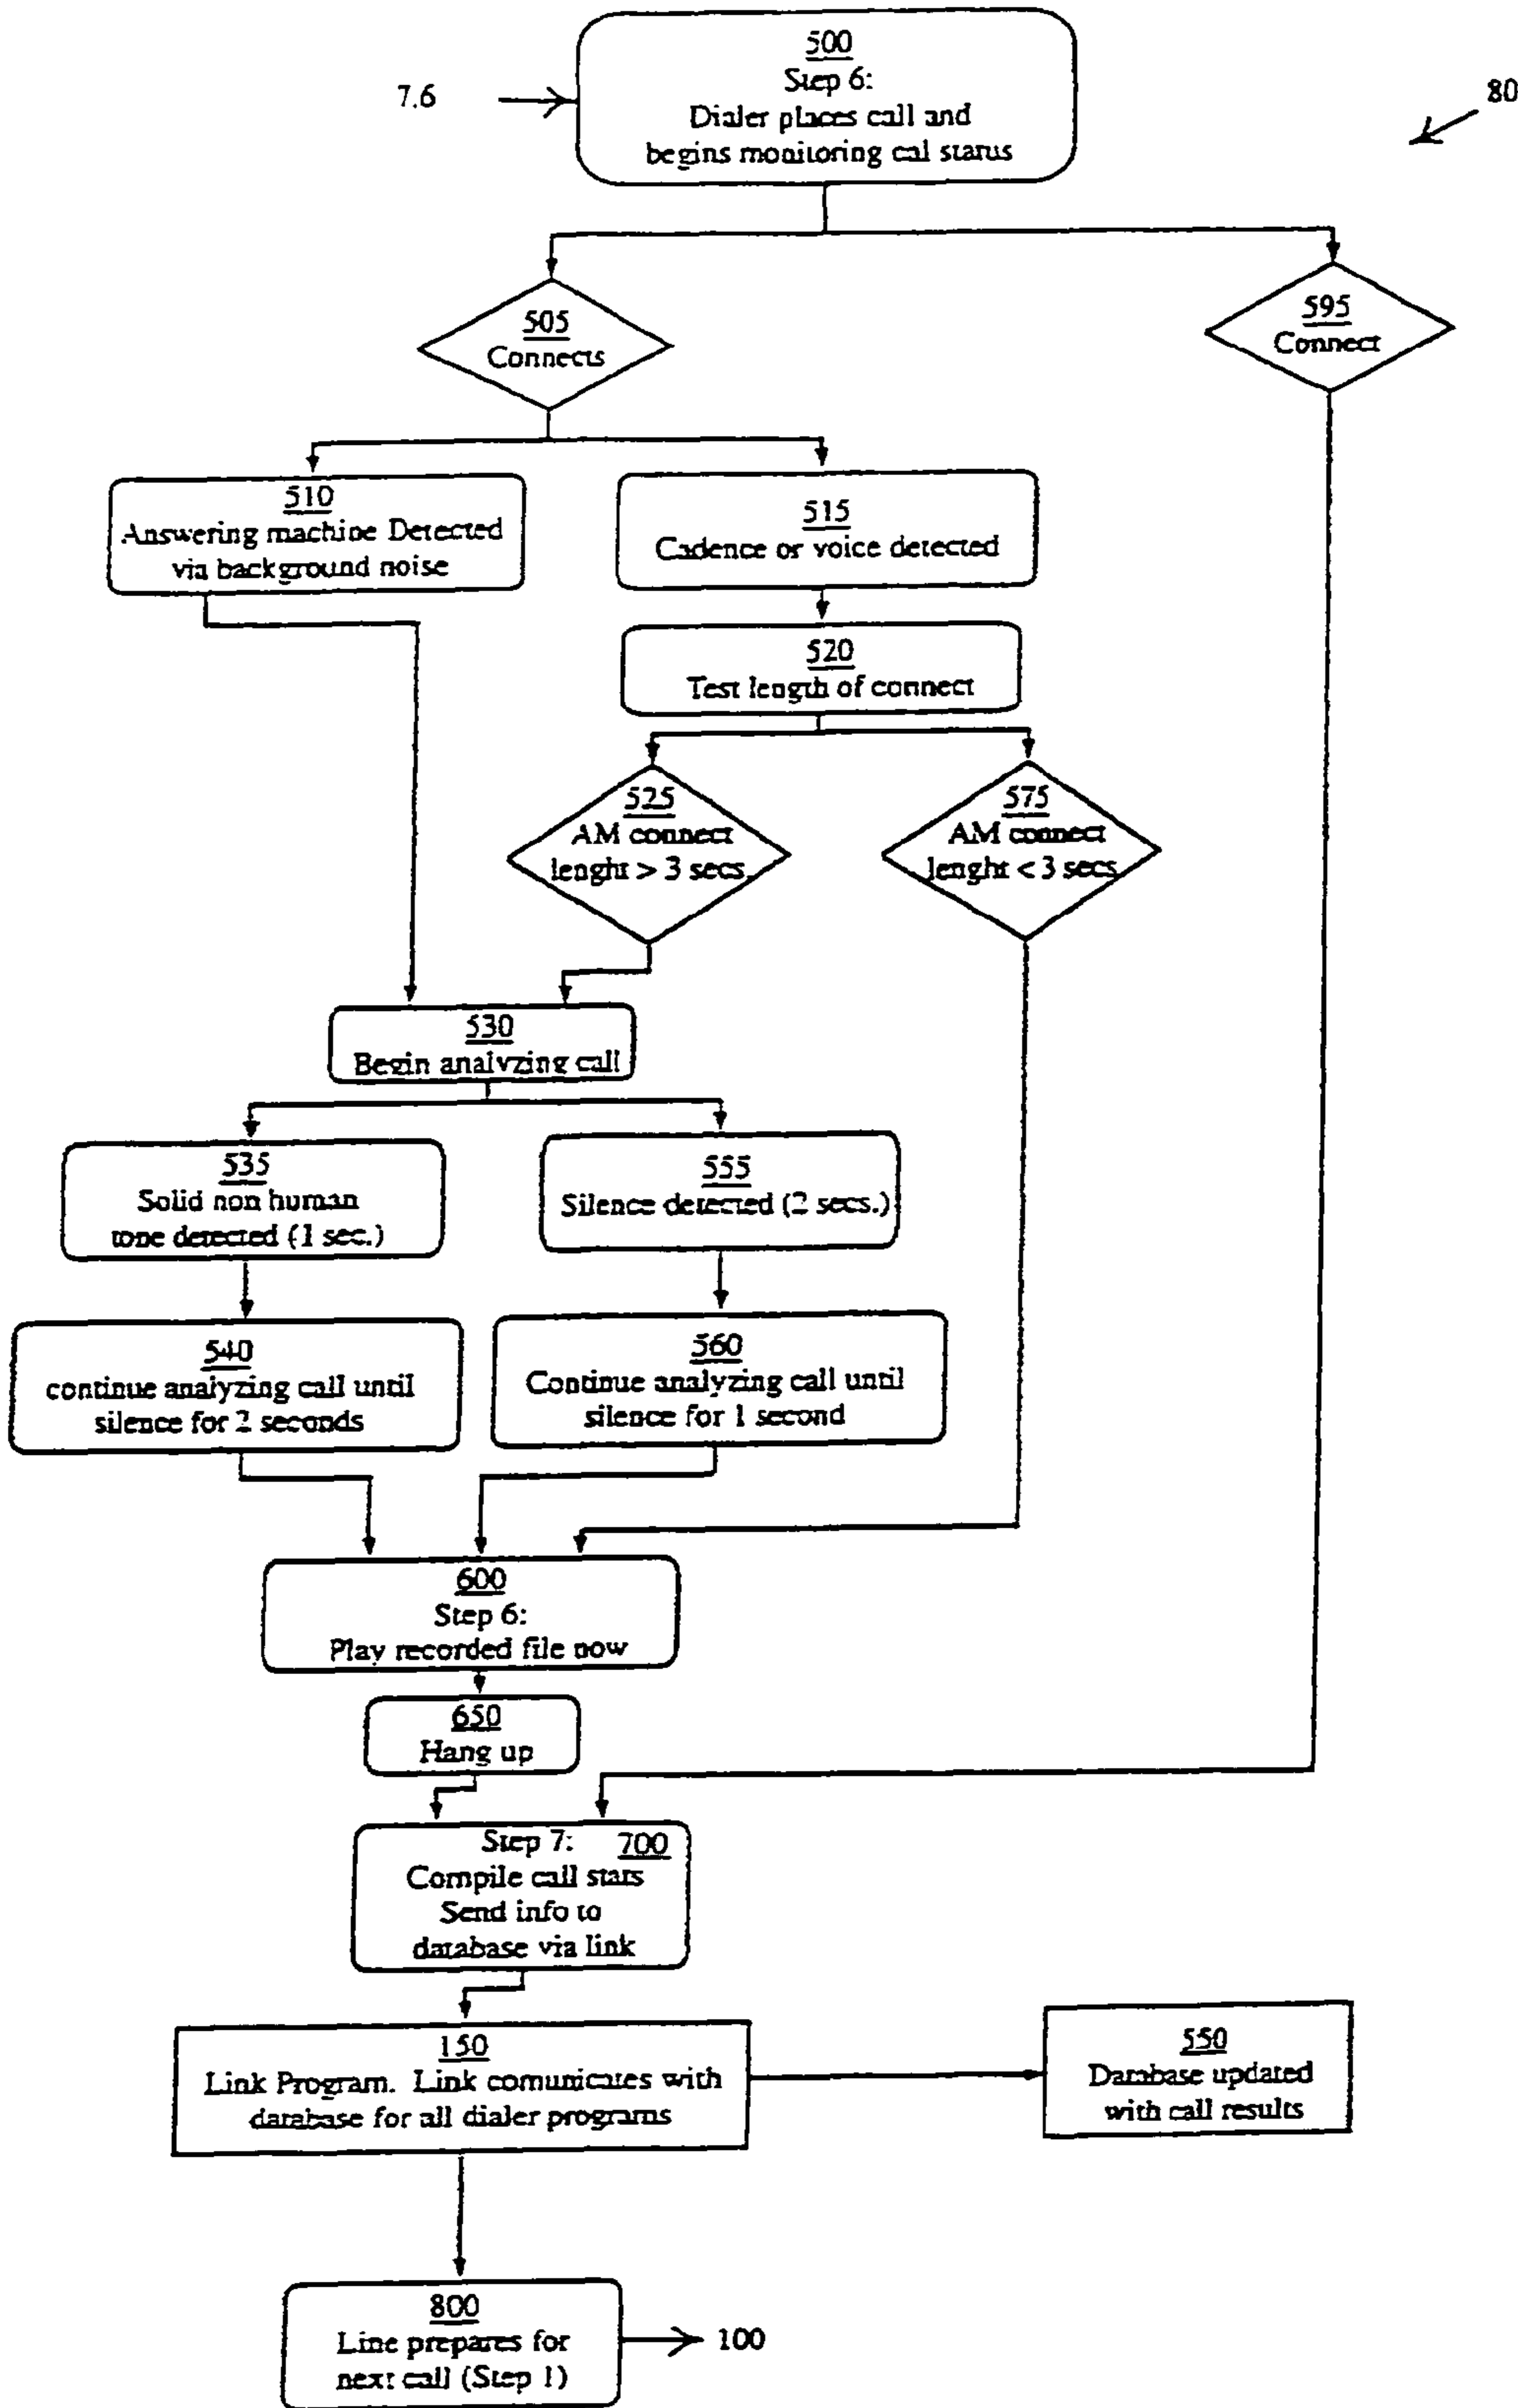 500
Step 6:
7.6
Dialer places call and
begins monitoring cal status
80
505
Connects
595
Connect
510
Answering machine Detected
via background noise
515
Cadence or voice detected
520
Test length of connect
525
AM connect
lenght > 3 secs.
575
AM connect
lenght < 3 secs
530
Begin analyzing call
535
Solid non human
tone detected (1 sec.)
555
Silence detected (2 secs.)
540
continue analyzing call until
silence for 2 seconds
560
Continue analyzing call until
silence for 1 second
600
Step 6:
Play recorded file now
650
Hang up
Step 7: 700
Compile call stats
Send info to
database via link
150
Link Program. Link comunicates with
database for all dialer programs
550
Database updated
with call results
800
Line prepares for
next call (Step 1)
100